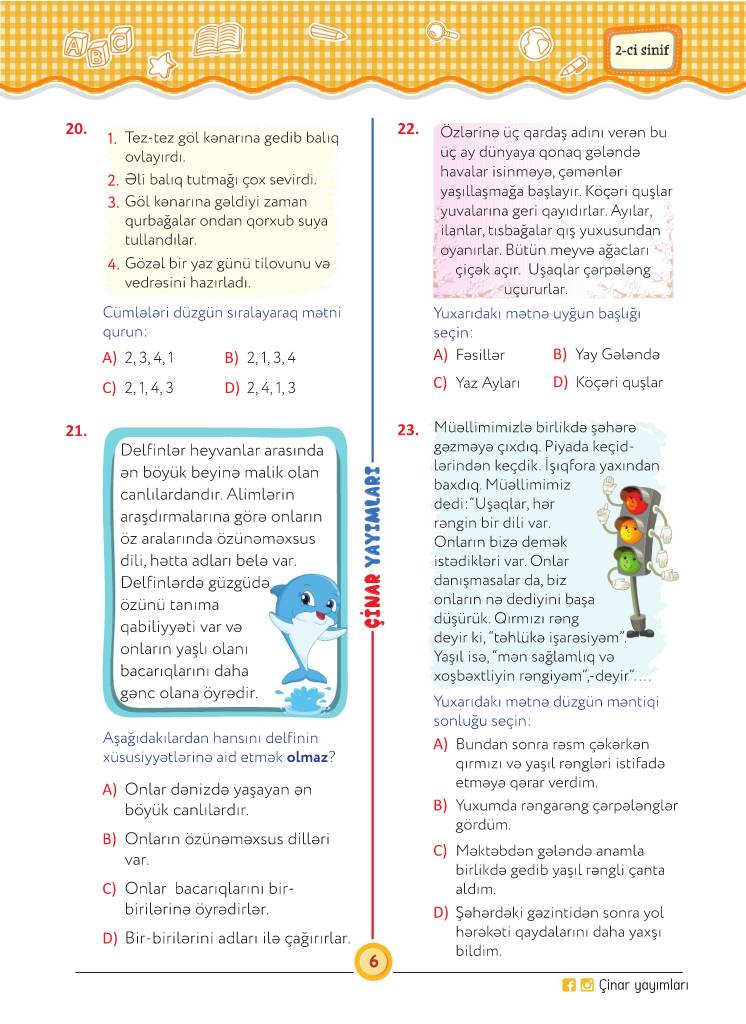 ABC
2-ci sinif
20.
1. Tez-tez göl kənarına gedib balıq
ovlayırdı.
2. Əli balıq tutmağı çox sevirdi.
3. Göl kənarına gəldiyi zaman
qurbağalar ondan qorxub suya
tullandılar.
4. Gözəl bir yaz günü tilovunu və
vedrəsini hazırladı.
Cümlələri düzgün sıralayaraq mətni
qurun:
A) 2, 3, 4, 1 B) 2, 1, 3, 4
C) 2, 1, 4, 3 D) 2, 4, 1, 3
21.
Delfinlər heyvanlar arasında
ən böyük beyinə malik olan
canlılardandır. Alimlərin
araşdırmalarına görə onların
öz aralarında özünəməxsus
dili, hətta adları belə var.
Delfinlərdə güzgüdə
özünü tanıma
qabiliyyəti var və
onların yaşlı olanı
bacarıqlarını daha
gənc olana öyrədir.
Aşağıdakılardan hansını delfinin
xüsusiyyətlərinə aid etmək olmaz?
A) Onlar dənizdə yaşayan ən
böyük canlılardır.
B) Onların özünəməxsus dilləri
var.
C) Onlar bacarıqlarını bir-
birilərinə öyrədirlər.
D) Bir-birilərini adları ilə çağırırlar.
ÇİNAR YAYIMLARI
22.
Özlərinə üç qardaş adını verən bu
üç ay dünyaya qonaq gələndə
havalar isinməyə, çəmənlər
yaşıllaşmağa başlayır. Köçəri quşlar
yuvalarına geri qayıdırlar. Ayılar,
ilanlar, tısbağalar qış yuxusundan
oyanırlar. Bütün meyvə ağacları
çiçək açır. Uşaqlar çərpələng
uçururlar.
Yuxarıdakı mətnə uyğun başlığı
seçin:
A) Fəsillər B) Yay Gələndə
C) Yaz Ayları D) Köçəri quşlar
23.
Müəllimimizlə birlikdə şəhərə
gəzməyə çıxdıq. Piyada keçid-
lərindən keçdik. İşıqfora yaxından
baxdıq. Müəllimimiz
dedi: "Uşaqlar, hər
rəngin bir dili var.
Onların bizə demək
istədikləri var. Onlar
danışmasalar da, biz
onların nə dediyini başa
düşürük. Qırmızı rəng
deyir ki, "təhlükə işarəsiyəm".
Yaşıl isə, "mən sağlamlıq və
xoşbəxtliyin rəngiyəm",-deyir"....
Yuxarıdakı mətnə düzgün məntiqi
sonluğu seçin:
A) Bundan sonra rəsm çəkərkən
qırmızı və yaşıl rəngləri istifadə
etməyə qərar verdim.
B) Yuxumda rəngarəng çərpələnglər
gördüm.
C) Məktəbdən gələndə anamla
birlikdə gedib yaşıl rəngli çanta
aldım.
D) Şəhərdəki gəzintidən sonra yol
hərəkəti qaydalarını daha yaxşı
bildim.
6
Çinar yayımları